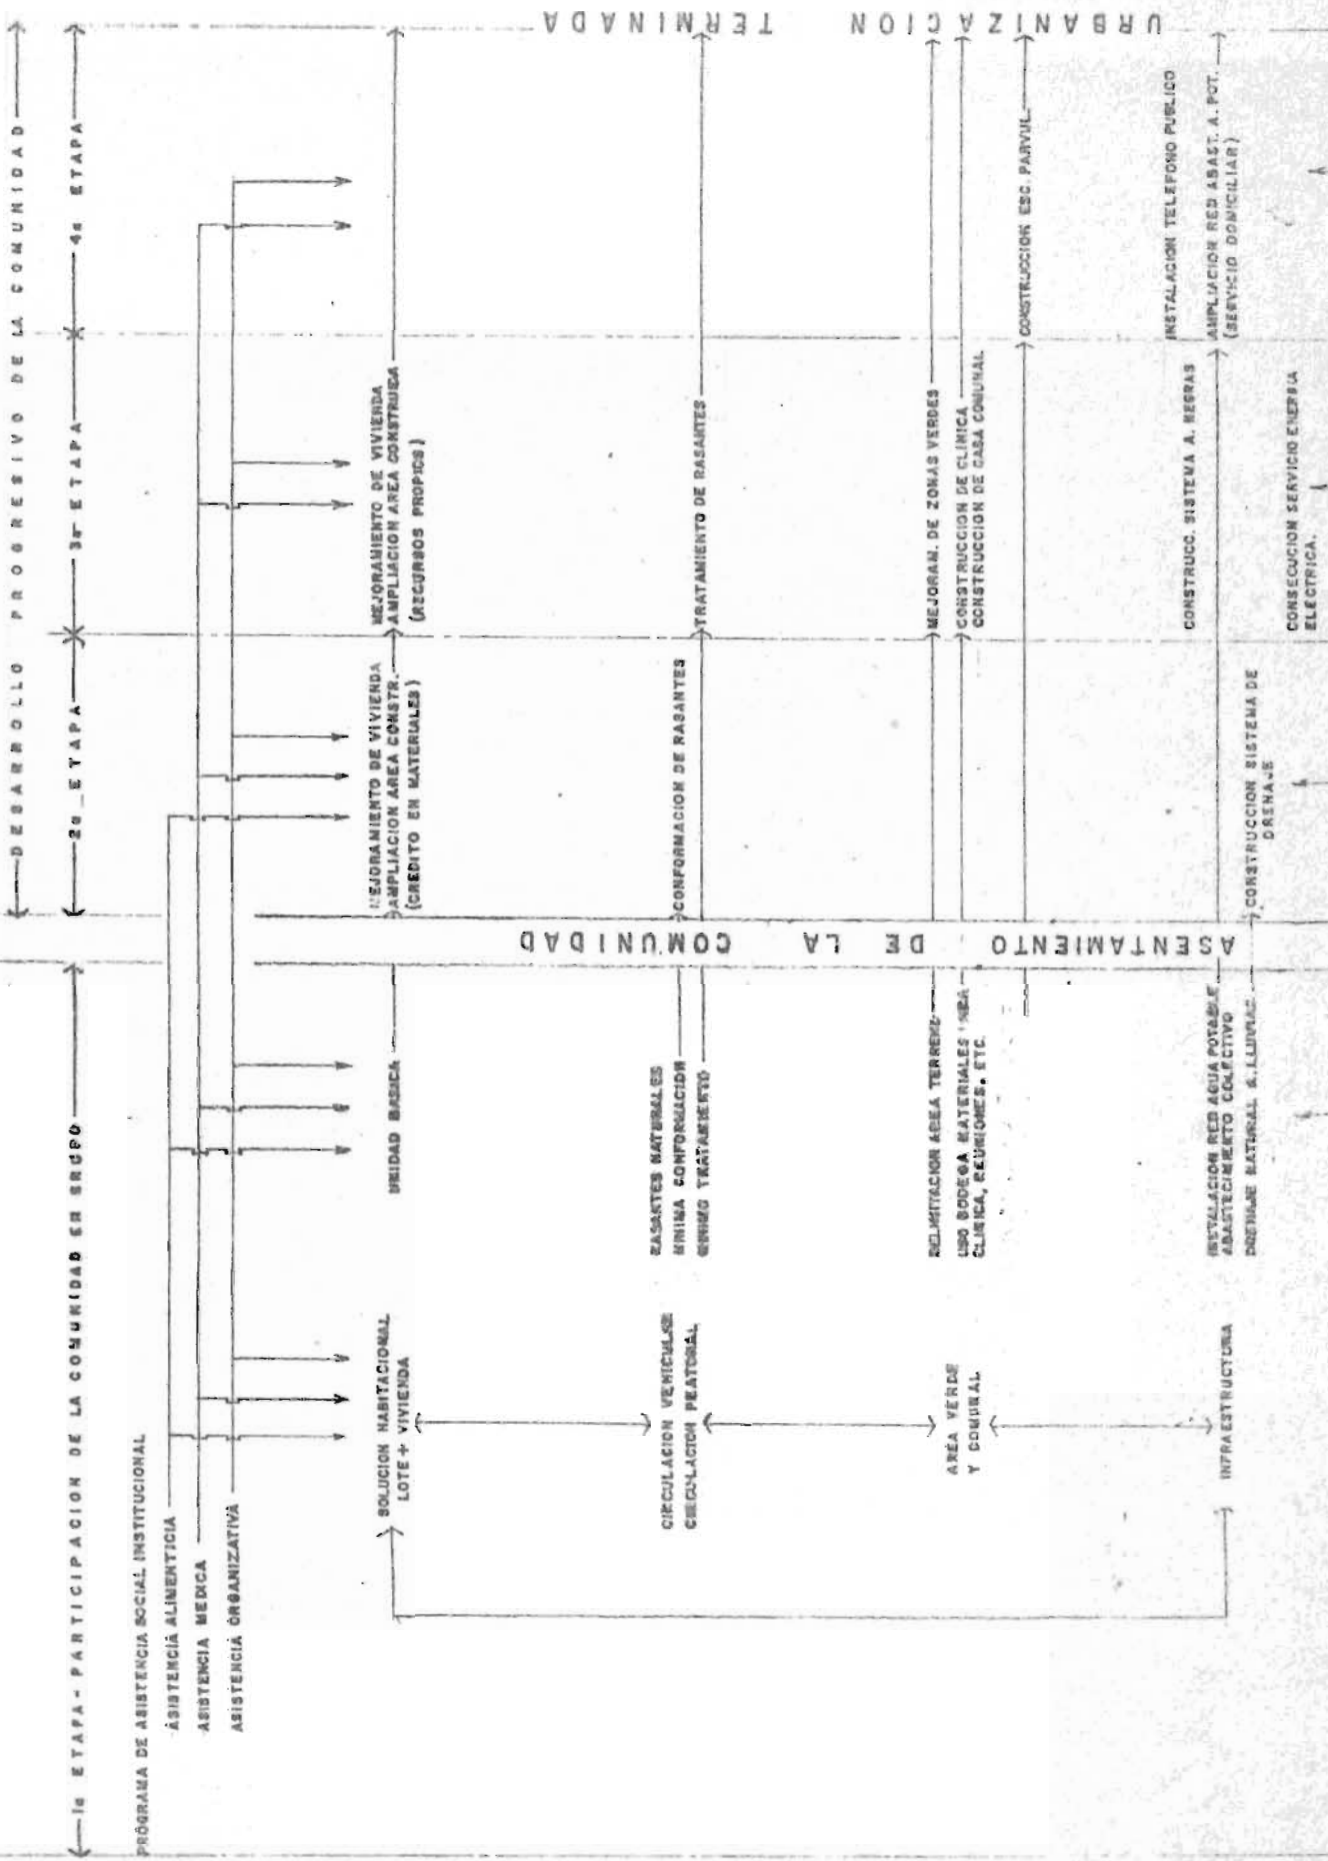 DESARROLLO PROGRESIVO DE LA COMUNIDAD
1a ETAPA - PARTICIPACION DE LA COMUNIDAD EN GRUPO
2a ETAPA
3a ETAPA
4a ETAPA
PROGRAMA DE ASISTENCIA SOCIAL INSTITUCIONAL
ASISTENCIA ALIMENTICIA
ASISTENCIA MEDICA
ASISTENCIA ORGANIZATIVA
SOLUCION HABITACIONAL
LOTE + VIVIENDA
UNIDAD BASICA
MEJORAMIENTO DE VIVIENDA
AMPLIACION AREA CONSTR.
(CREDITO EN MATERIALES)
MEJORAMIENTO DE VIVIENDA
AMPLIACION AREA CONSTRUIDA
(RECURSOS PROPIOS)
CIRCULACION VEHICULAR
CIRCULACION PEATONAL
RASANTES NATURALES
MINIMA CONFORMACION
MINIMO TRATAMIENTO
CONFORMACION DE RASANTES
TRATAMIENTO DE RASANTES
AREA VERDE
Y COMUNAL
DELIMITACION AREA TERRENO
USO BODEGA MATERIALES
CLINICA, REUNIONES, ETC.
MEJORAM. DE ZONAS VERDES
CONSTRUCCION DE CLINICA
CONSTRUCCION DE CASA COMUNAL
CONSTRUCCION ESC. PARVUL.
INFRAESTRUCTURA
INSTALACION RED AGUA POTABLE
ABASTECIMIENTO COLECTIVO
DRENAJE NATURAL A. LLUVIAS
CONSTRUCCION SISTEMA DE
DRENAJE
CONSTRUCC. SISTEMA A. NEGRAS
CONSECUCION SERVICIO ENERGIA
ELECTRICA.
INSTALACION TELEFONO PUBLICO
AMPLIACION RED ABAST. A. POT.
(SERVICIO DOMICILIAR)
ASENTAMIENTO DE LA COMUNIDAD
URBANIZACION TERMINADA